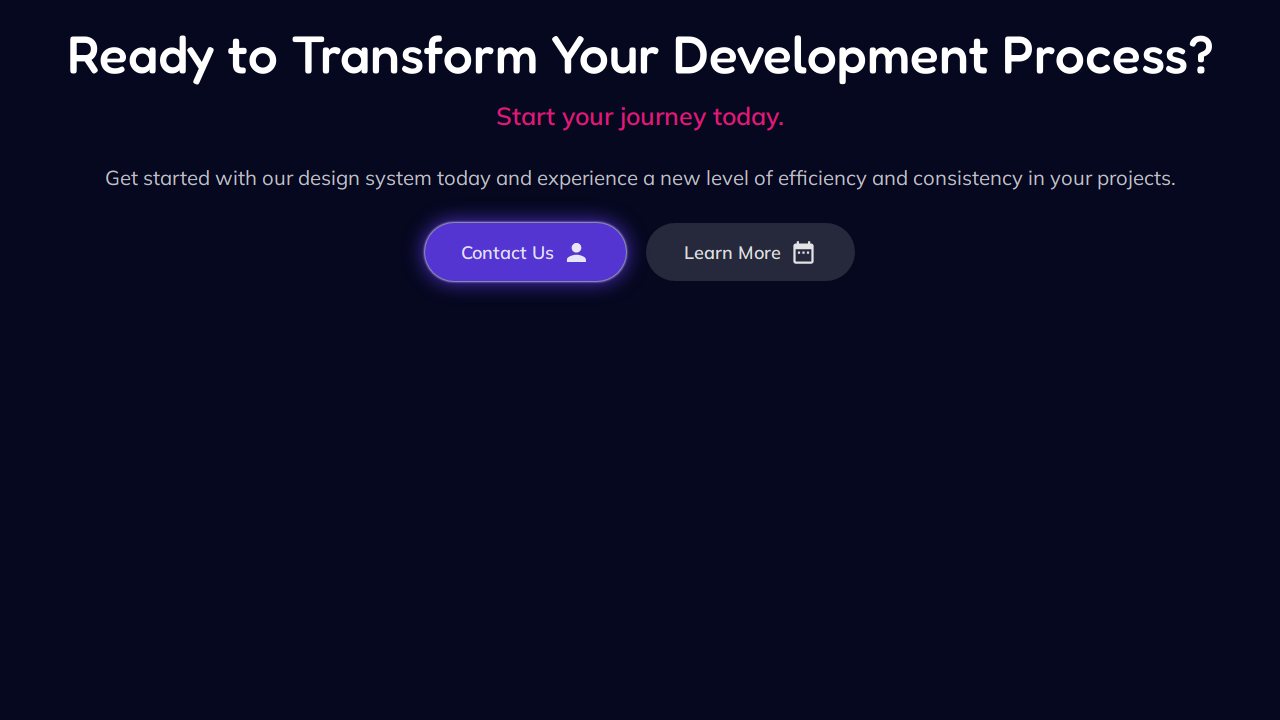 Ready to Transform Your Development Process?
Start your journey today.
Get started with our design system today and experience a new level of efficiency and consistency in your projects.
Contact Us
Learn More